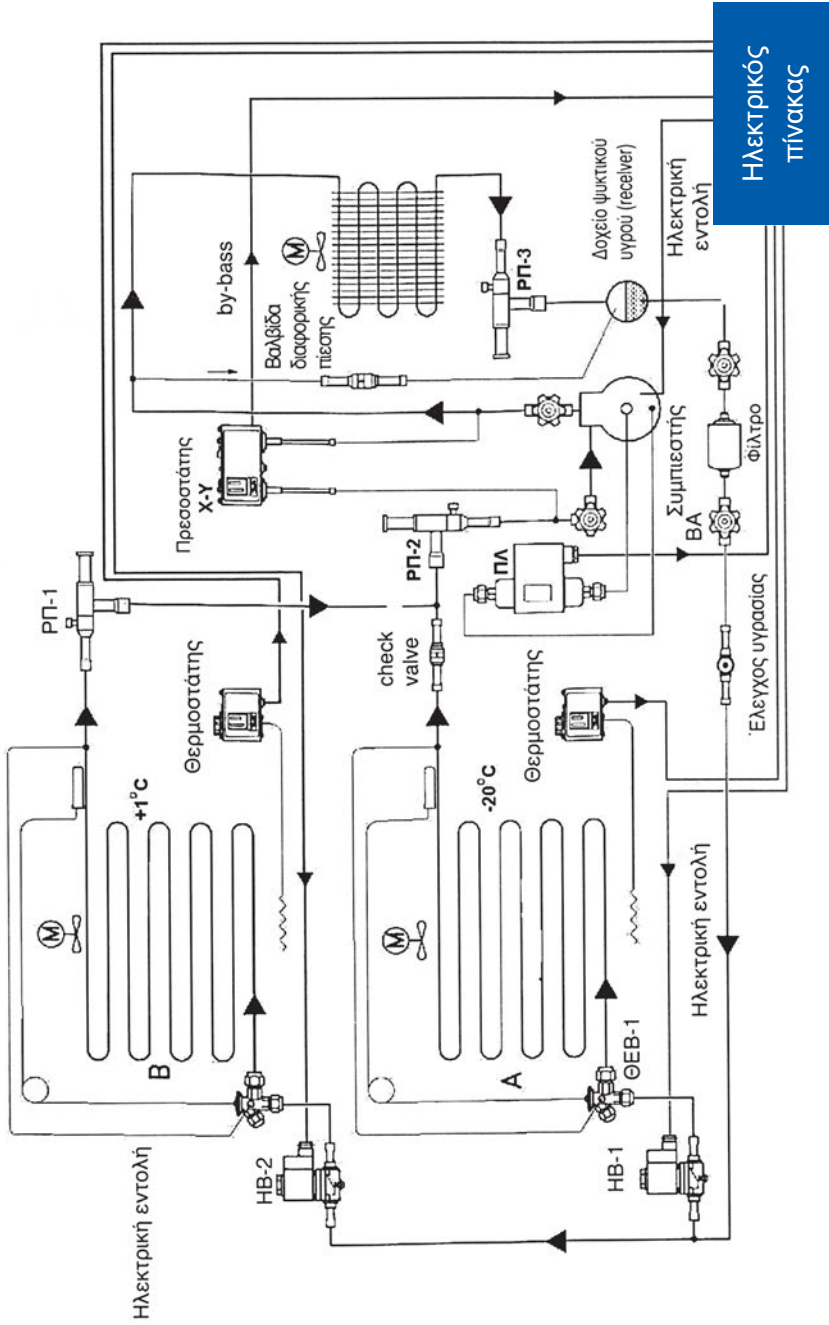 Ηλεκτρικός
πίνακας
by-bass
Βαλβίδα
διαφορικής
πίεσης
M
ΡΠ-3
Δοχείο ψυκτικού
υγρού (receiver)
Ηλεκτρική
εντολή
Πρεσοστάτης
X-Y
Συμπιεστής
ΒΑ
Φίλτρο
ΡΠ-1
ΡΠ-2
ΠΛ
check
valve
Θερμοστάτης
+1°C
M
B
Θερμοστάτης
-20°C
M
A
ΘΕΒ-1
Έλεγχος υγρασίας
Ηλεκτρική εντολή
Ηλεκτρική εντολή
ΗΒ-2
ΗΒ-1